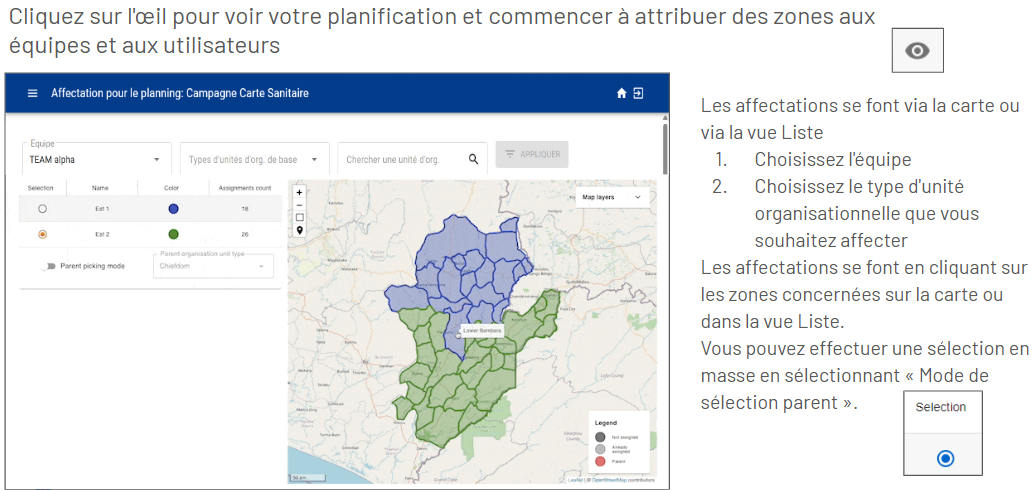 Cliquez sur l'œil pour voir votre planification et commencer à attribuer des zones aux
équipes et aux utilisateurs
Affectation pour le planning: Campagne Carte Sanitaire
Equipe
TEAM alpha
Types d'unités d'org. de base
Chercher une unité d'org.
APPLIQUER
Selection Name Color Assignments count
Est 1 18
Est 2 26
Parent picking mode
Parent organisation unit type
Chiefdom
Map layers
Lower Bambara
Legend
Not assigned
Already
assigned
Parent
Leaflet | © OpenStreetMap contributors
Les affectations se font via la carte ou
via la vue Liste
1. Choisissez l'équipe
2. Choisissez le type d'unité
organisationnelle que vous
souhaitez affecter
Les affectations se font en cliquant sur
les zones concernées sur la carte ou
dans la vue Liste.
Vous pouvez effectuer une sélection en
masse en sélectionnant « Mode de
sélection parent ».
Selection